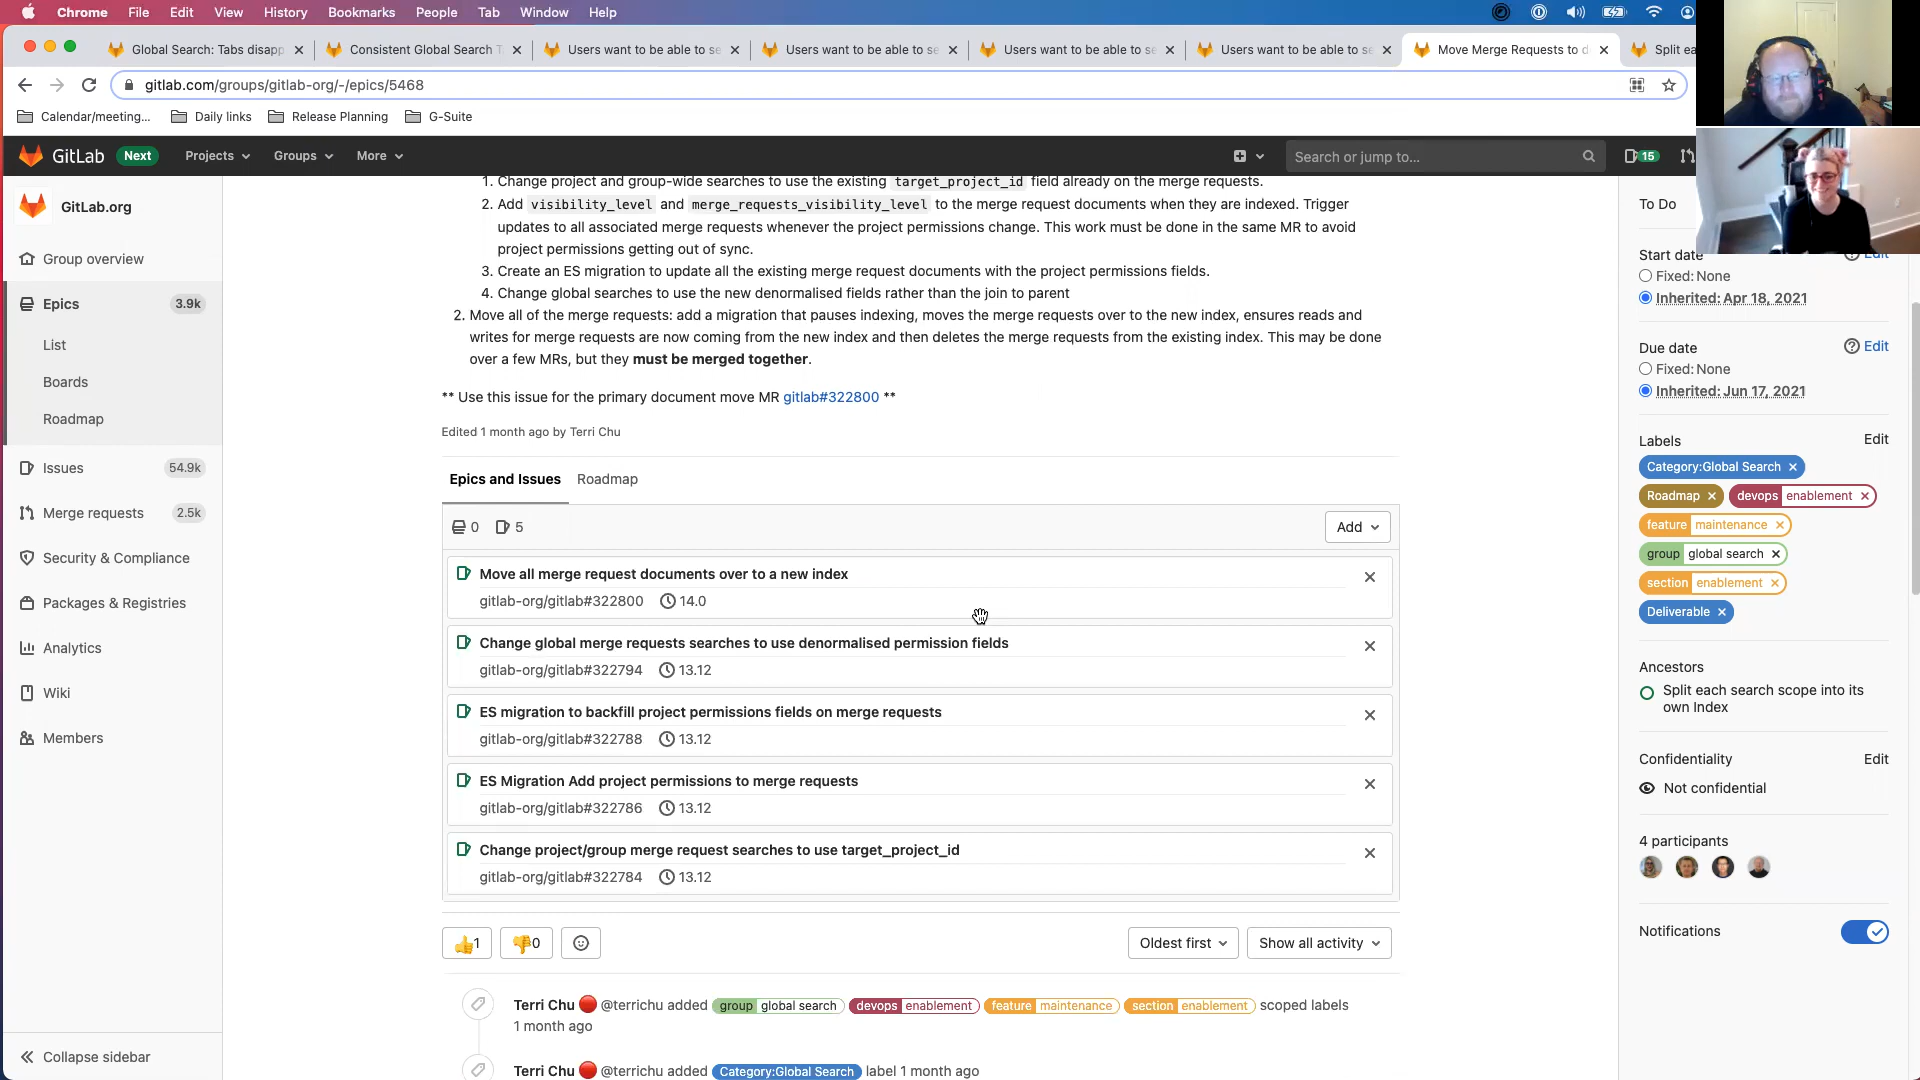 Chrome File Edit View History Bookmarks People Tab Window Help
Global Search: Tabs disapp
Consistent Global Search T
Users want to be able to se
Users want to be able to se
Users want to be able to se
Users want to be able to se
Move Merge Requests to d
Split ea
gitlab.com/groups/gitlab-org/-/epics/5468
Calendar/meeting... Daily links Release Planning G-Suite
GitLab Next Projects Groups More Search or jump to... 15
GitLab.org
Group overview
Epics 3.9k
List
Boards
Roadmap
Issues 54.9k
Merge requests 2.5k
Security & Compliance
Packages & Registries
Analytics
Wiki
Members
Collapse sidebar
1. Change project and group-wide searches to use the existing target_project_id field already on the merge requests.
2. Add visibility_level and merge_requests_visibility_level to the merge request documents when they are indexed. Trigger
updates to all associated merge requests whenever the project permissions change. This work must be done in the same MR to avoid
project permissions getting out of sync.
3. Create an ES migration to update all the existing merge request documents with the project permissions fields.
4. Change global searches to use the new denormalised fields rather than the join to parent
2. Move all of the merge requests: add a migration that pauses indexing, moves the merge requests over to the new index, ensures reads and
writes for merge requests are now coming from the new index and then deletes the merge requests from the existing index. This may be done
over a few MRs, but they must be merged together.
** Use this issue for the primary document move MR gitlab#322800 **
Edited 1 month ago by Terri Chu
Epics and Issues Roadmap
0 5 Add
Move all merge request documents over to a new index
gitlab-org/gitlab#322800 14.0
Change global merge requests searches to use denormalised permission fields
gitlab-org/gitlab#322794 13.12
ES migration to backfill project permissions fields on merge requests
gitlab-org/gitlab#322788 13.12
ES Migration Add project permissions to merge requests
gitlab-org/gitlab#322786 13.12
Change project/group merge request searches to use target_project_id
gitlab-org/gitlab#322784 13.12
1 0 Oldest first Show all activity
Terri Chu @terrichu added group global search devops enablement feature maintenance section enablement scoped labels
1 month ago
Terri Chu @terrichu added Category:Global Search label 1 month ago
To Do
Start date Edit
Fixed: None
Inherited: Apr 18, 2021
Due date Edit
Fixed: None
Inherited: Jun 17, 2021
Labels Edit
Category:Global Search
Roadmap devops enablement
feature maintenance
group global search
section enablement
Deliverable
Ancestors
Split each search scope into its
own Index
Confidentiality Edit
Not confidential
4 participants
Notifications